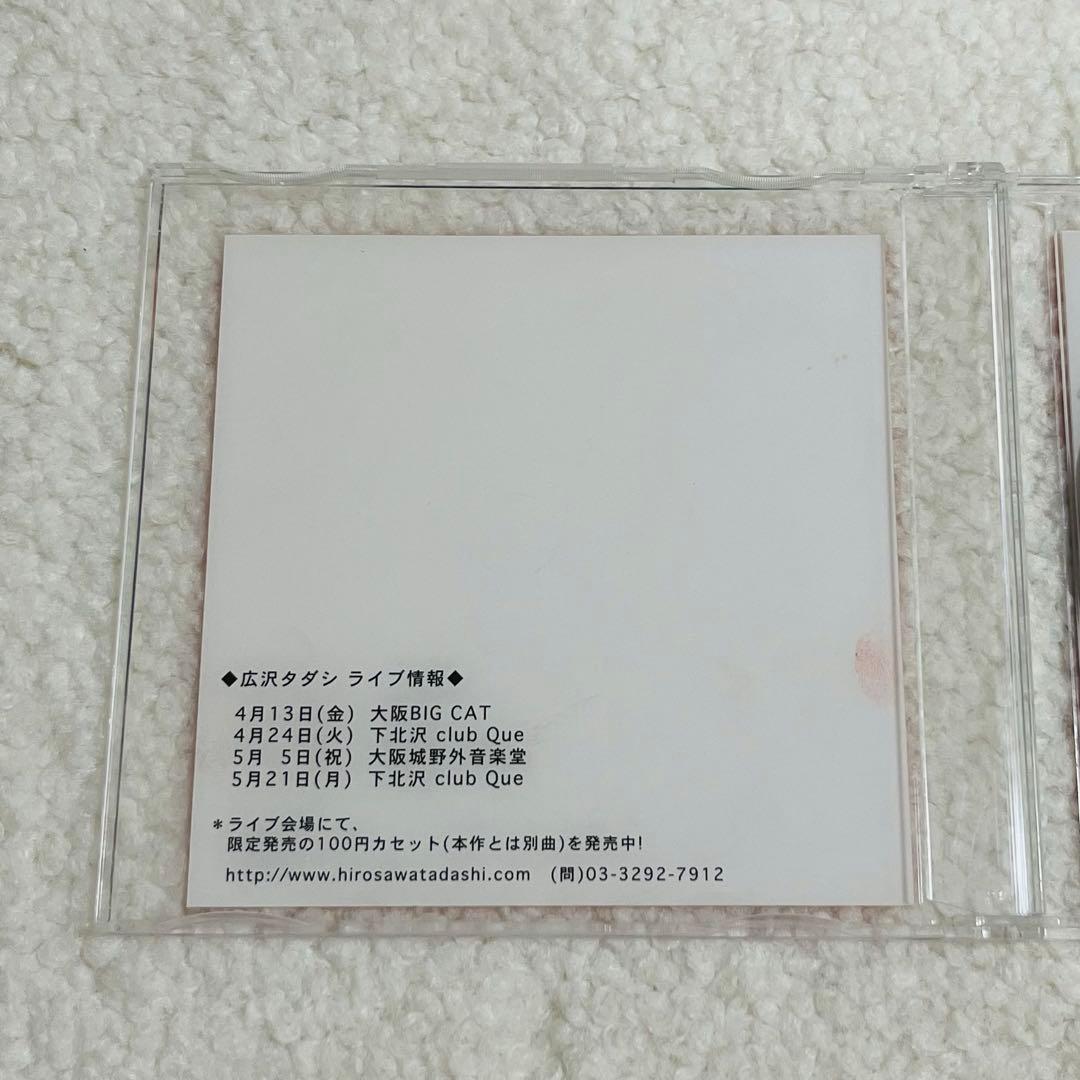 ◆広沢タダシ ライブ情報◆
4月13日(金) 大阪BIG CAT
4月24日(火) 下北沢 club Que
5月 5日(祝) 大阪城野外音楽堂
5月21日(月) 下北沢 club Que
＊ライブ会場にて、
限定発売の100円カセット(本作とは別曲)を発売中!
http://www.hirosawatadashi.com (問)03-3292-7912